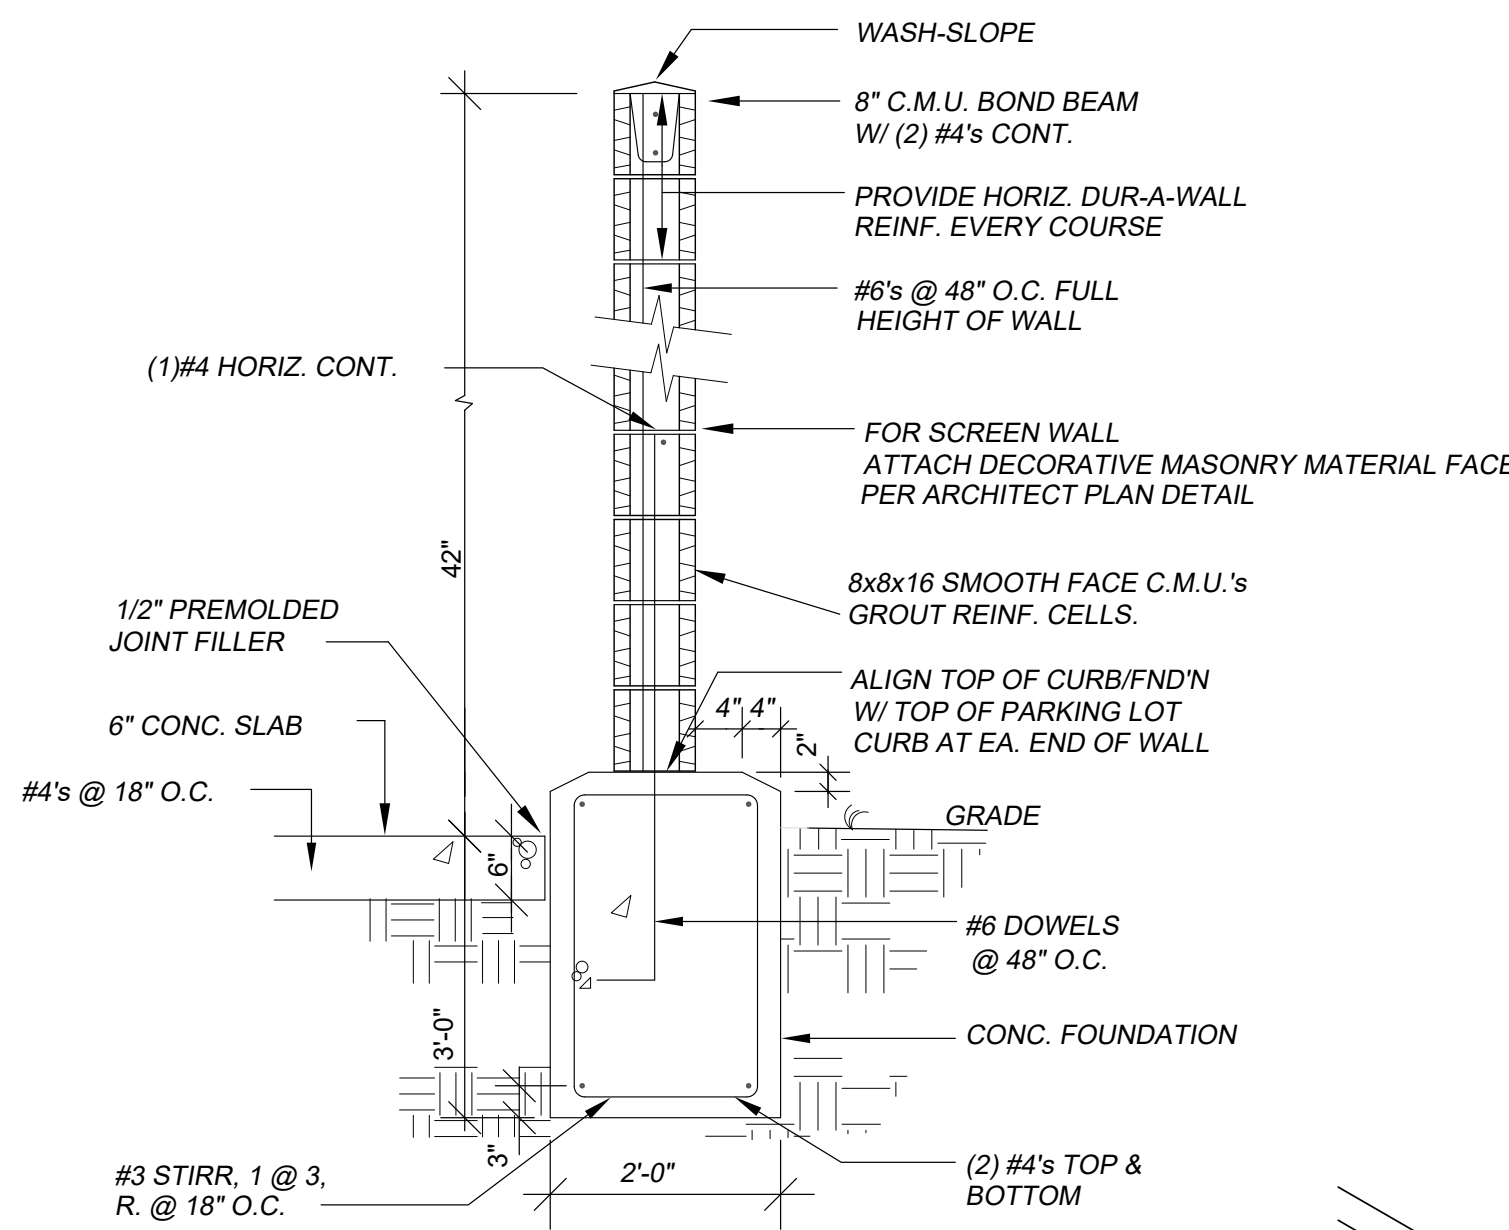 WASH-SLOPE
8" C.M.U. BOND BEAM
W/ (2) #4's CONT.
PROVIDE HORIZ. DUR-A-WALL
REINF. EVERY COURSE
#6's @ 48" O.C. FULL
HEIGHT OF WALL
(1)#4 HORIZ. CONT.
FOR SCREEN WALL
ATTACH DECORATIVE MASONRY MATERIAL FACE
PER ARCHITECT PLAN DETAIL
42"
8x8x16 SMOOTH FACE C.M.U.'s
GROUT REINF. CELLS.
1/2" PREMOLDED
JOINT FILLER
ALIGN TOP OF CURB/FND'N
W/ TOP OF PARKING LOT
CURB AT EA. END OF WALL
4" 4"
2"
6" CONC. SLAB
#4's @ 18" O.C.
GRADE
6"
#6 DOWELS
@ 48" O.C.
3'-0"
CONC. FOUNDATION
3"
#3 STIRR, 1 @ 3,
R. @ 18" O.C.
2'-0"
(2) #4's TOP &
BOTTOM